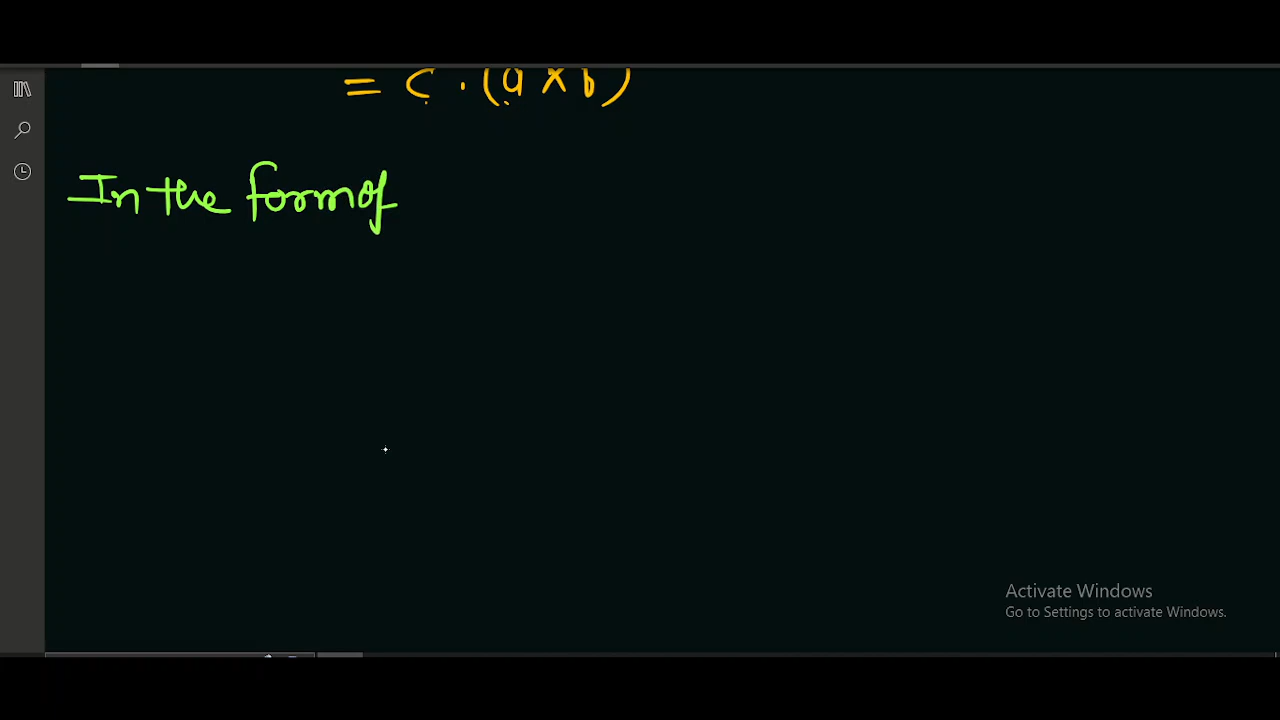 = c . (a × b)
In the form of
Activate Windows
Go to Settings to activate Windows.